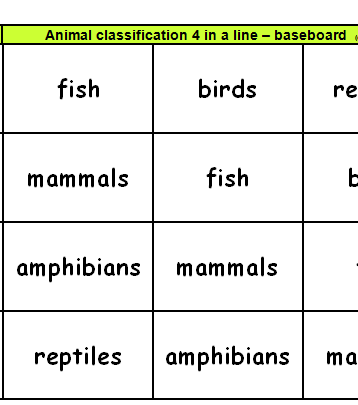 Animal classification 4 in a line – baseboard
fish birds
mammals fish
amphibians mammals
reptiles amphibians